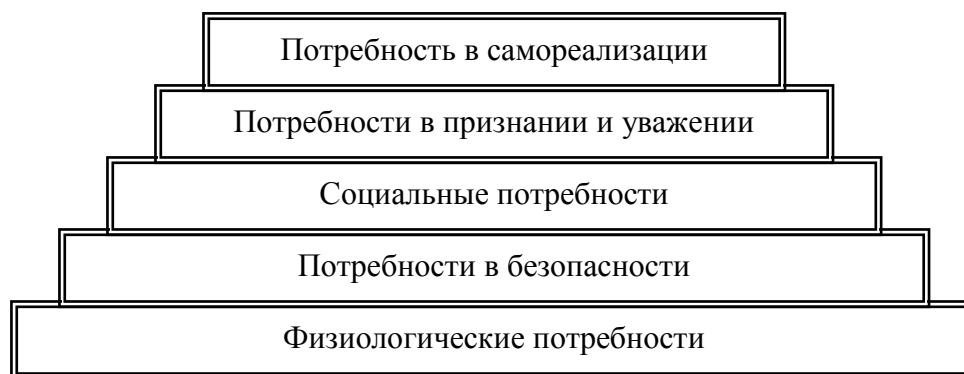 Потребность в самореализации
Потребности в признании и уважении
Социальные потребности
Потребности в безопасности
Физиологические потребности